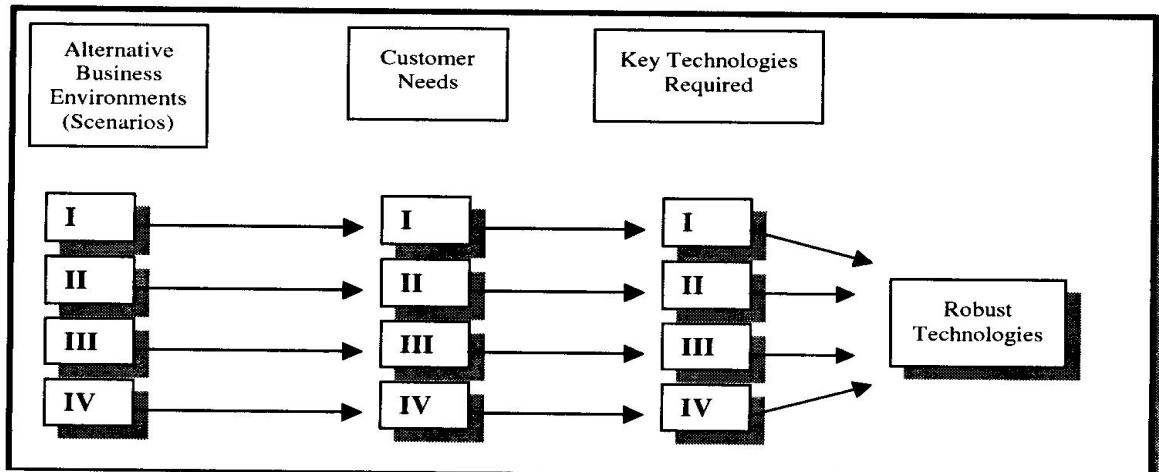 Alternative
Business
Environments
(Scenarios)
Customer
Needs
Key Technologies
Required
I
I
I
II
II
II
III
III
III
IV
IV
IV
Robust
Technologies